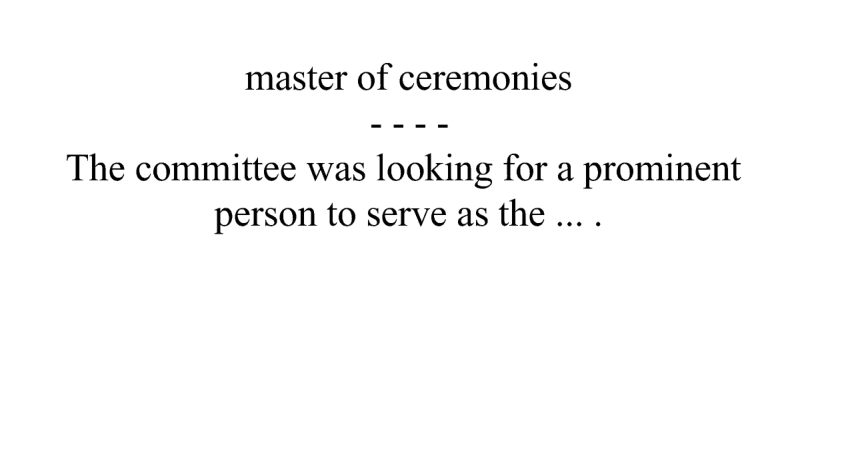 master of ceremonies
- - - -
The committee was looking for a prominent
person to serve as the ... .